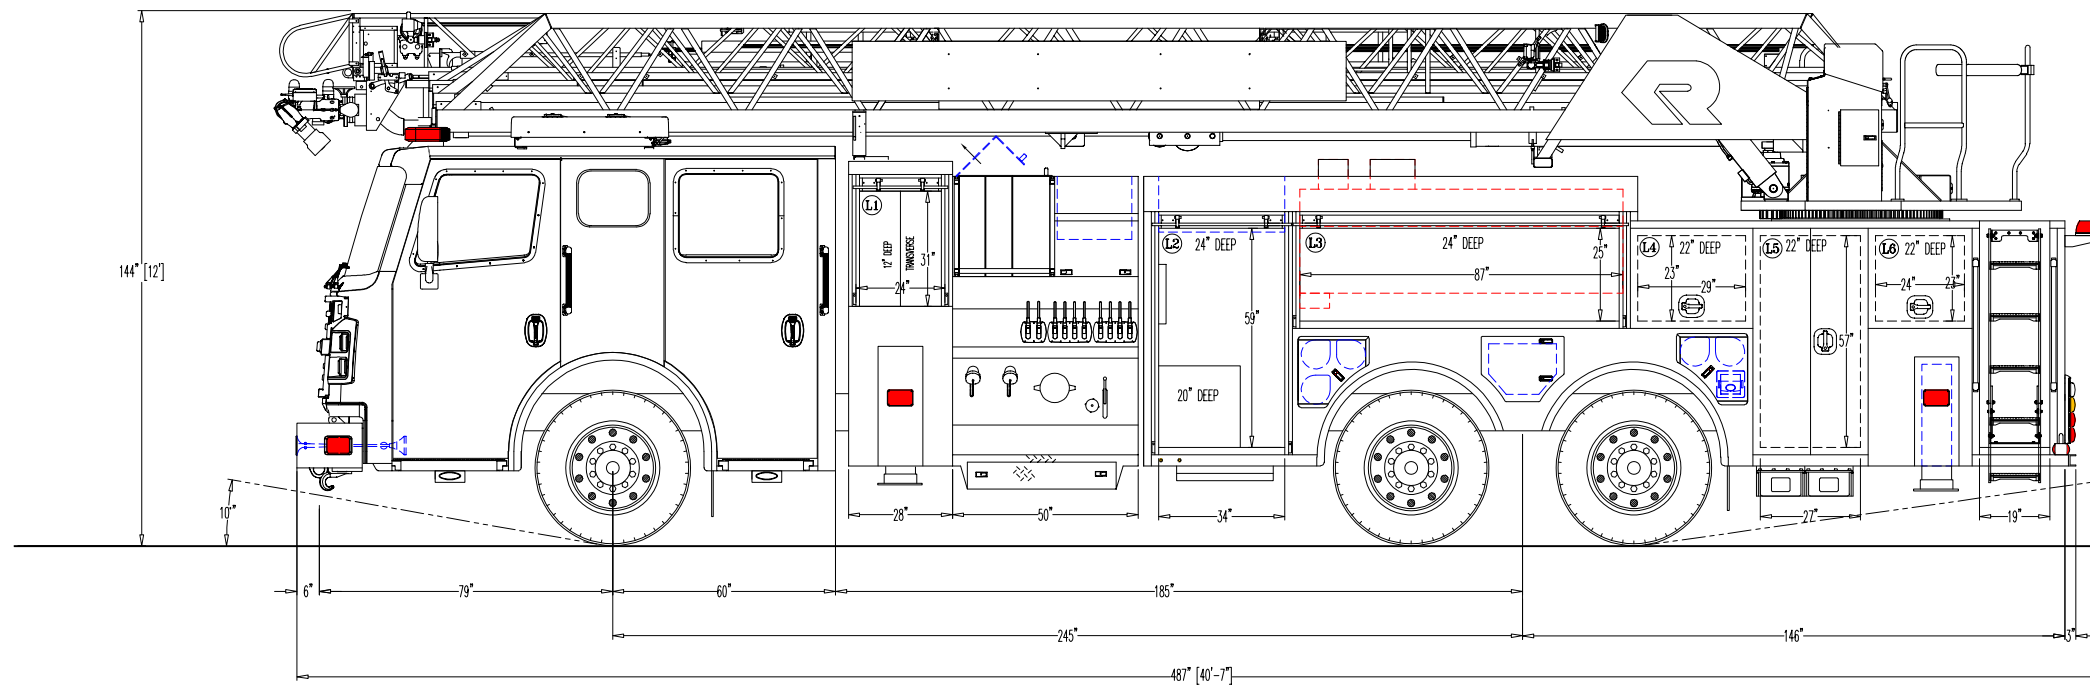 144" [12']
10°
L1
12" DEEP
TRANSVERSE
31"
24"
L2
24" DEEP
59"
20" DEEP
L3
24" DEEP
25"
87"
L4
22" DEEP
23"
29"
L5
22" DEEP
57"
L6
22" DEEP
24"
23"
28"
50"
34"
27"
19"
6"
79"
60"
185"
245"
146"
3"
487" [40'-7"]